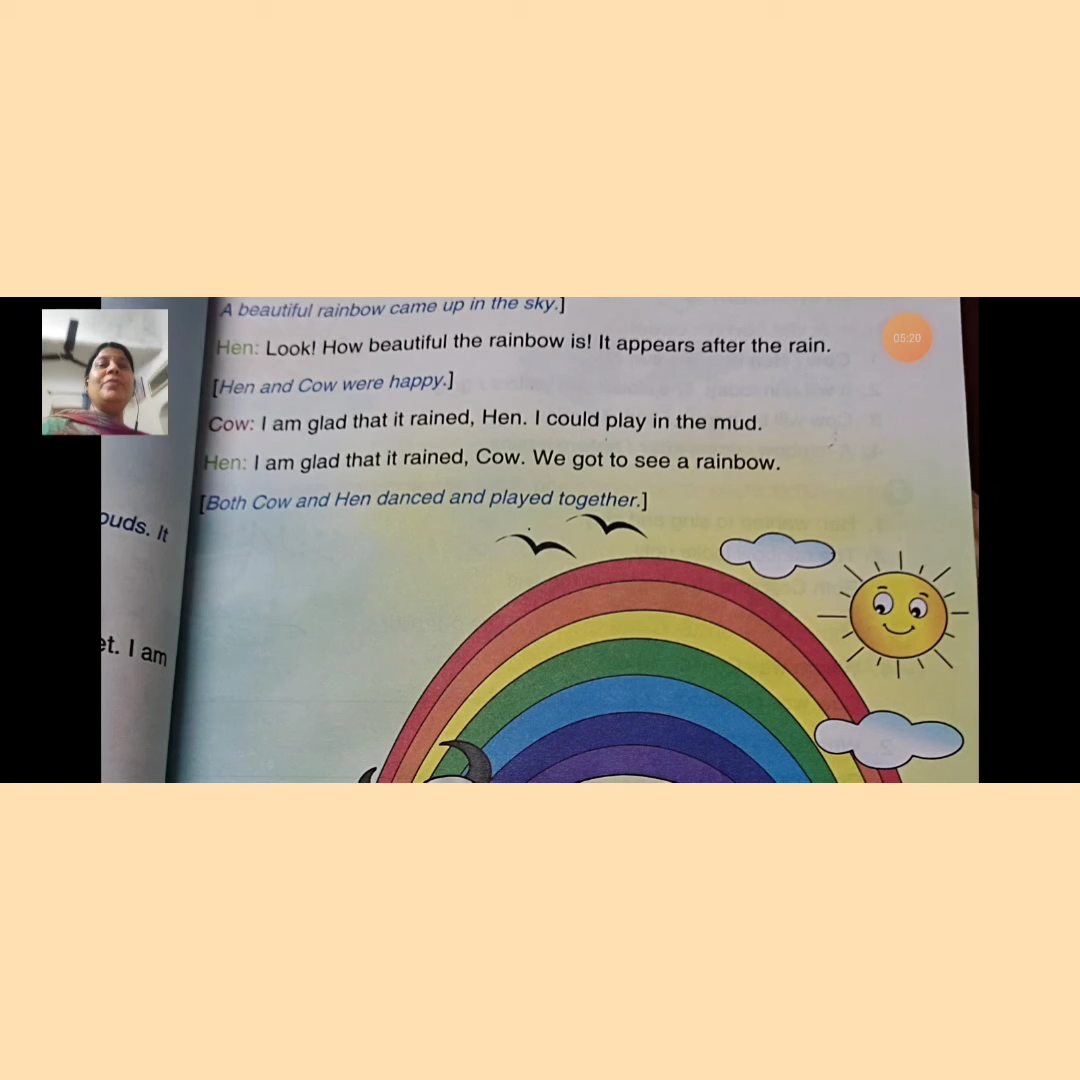 A beautiful rainbow came up in the sky.]
Hen: Look! How beautiful the rainbow is! It appears after the rain.
[Hen and Cow were happy.]
Cow: I am glad that it rained, Hen. I could play in the mud.
Hen: I am glad that it rained, Cow. We got to see a rainbow.
[Both Cow and Hen danced and played together.]
ouds. It
et. I am
05:20